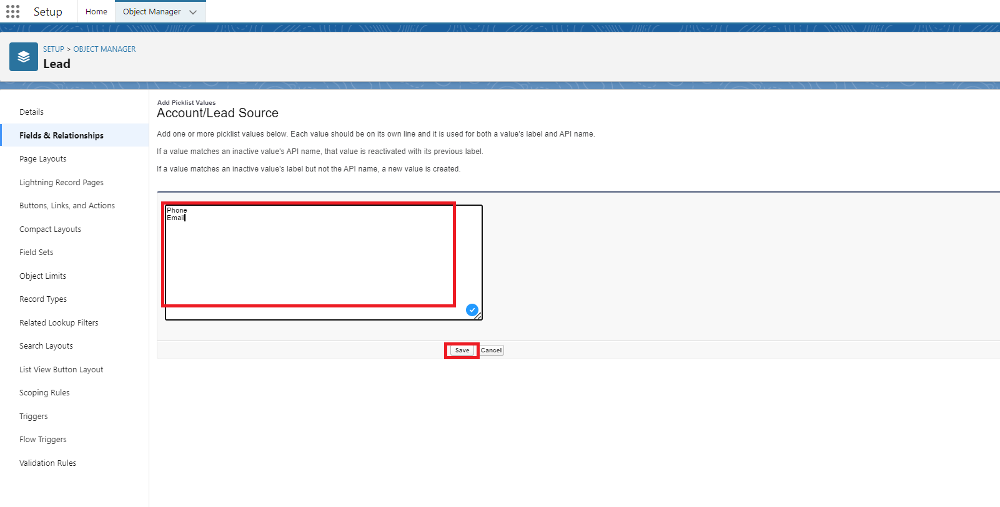 Setup
Home
Object Manager
SETUP > OBJECT MANAGER
Lead
Details
Fields & Relationships
Page Layouts
Lightning Record Pages
Buttons, Links, and Actions
Compact Layouts
Field Sets
Object Limits
Record Types
Related Lookup Filters
Search Layouts
List View Button Layout
Scoping Rules
Triggers
Flow Triggers
Validation Rules
Add Picklist Values
Account/Lead Source
Add one or more picklist values below. Each value should be on its own line and it is used for both a value's label and API name.
If a value matches an inactive value's API name, that value is reactivated with its previous label.
If a value matches an inactive value's label but not the API name, a new value is created.
Phone
Email
Save
Cancel